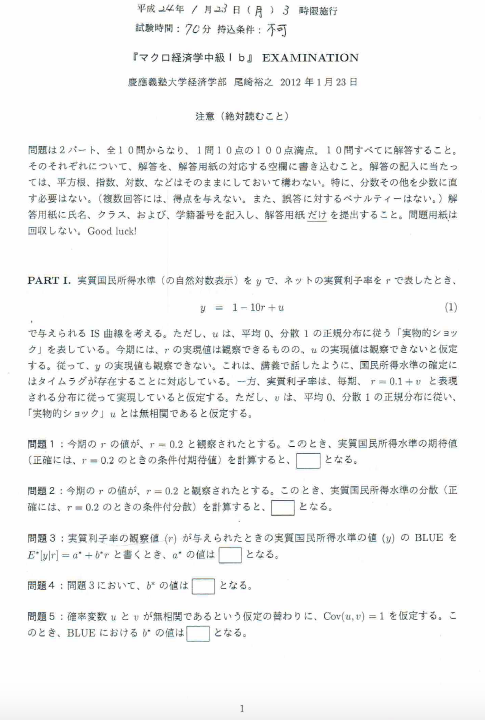 平成 24 年 1 月 23 日 ( 月 ) 3 時限施行
試験時間：70 分 持込条件：不可
『マクロ経済学中級Ｉｂ』 EXAMINATION
慶應義塾大学経済学部 尾崎裕之 2012 年 1 月 23 日
注意（絶対読むこと）
問題は２パート、全１０問からなり、１問１０点の１００点満点。１０問すべてに解答すること。
そのそれぞれについて、解答を、解答用紙の対応する空欄に書き込むこと。解答の記入に当たっ
ては、平方根、指数、対数、などはそのままにしておいて構わない。特に、分数その他を少数に直
す必要はない。（複数回答には、得点を与えない。また、誤答に対するペナルティーはない。）解
答用紙に氏名、クラス、および、学籍番号を記入し、解答用紙 だけ を提出すること。問題用紙は
回収しない。Good luck!
PART I. 実質国民所得水準（の自然対数表示）を y で、ネットの実質利子率を r で表したとき、
y = 1 − 10r + u (1)
で与えられる IS 曲線を考える。ただし、u は、平均 0、分散 1 の正規分布に従う「実物的ショッ
ク」を表している。今期には、r の実現値は観察できるものの、u の実現値は観察できないと仮定
する。従って、y の実現値も観察できない。これは、講義で話したように、国民所得水準の確定に
はタイムラグが存在することに対応している。一方、実質利子率は、毎期、r = 0.1 + v と表現
される分布に従って実現していると仮定する。ただし、v は、平均 0、分散 1 の正規分布に従い、
「実物的ショック」u とは無相関であると仮定する。
問題１：今期の r の値が、r = 0.2 と観察されたとする。このとき、実質国民所得水準の期待値
（正確には、r = 0.2 のときの条件付期待値）を計算すると、 となる。
問題２：今期の r の値が、r = 0.2 と観察されたとする。このとき、実質国民所得水準の分散（正
確には、r = 0.2 のときの条件付分散）を計算すると、 となる。
問題３：実質利子率の観察値 (r) が与えられたときの実質国民所得水準の値 (y) の BLUE を
E*[y|r] = a* + b*r と書くとき、a* の値は となる。
問題４：問題３において、b* の値は となる。
問題５：確率変数 u と v が無相関であるという仮定の替わりに、Cov(u, v) = 1 を仮定する。こ
のとき、BLUE における b* の値は となる。
1